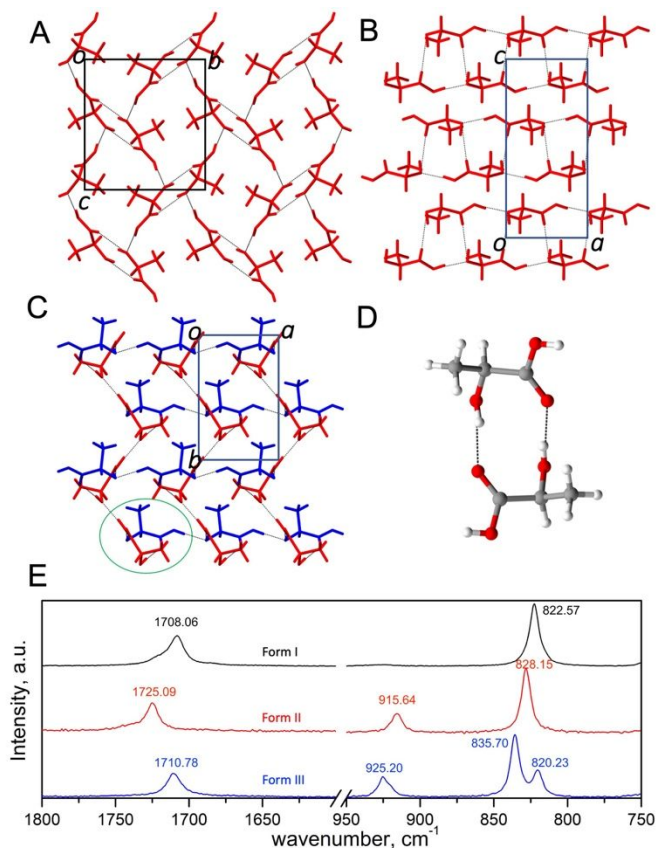 A
B
o
b
c
c
o
a
C
D
o
a
b
E
1708.06
822.57
Form I
1725.09
828.15
915.64
Form II
1710.78
835.70
925.20
820.23
Form III
Intensity, a.u.
1800 1750 1700 1650 950 900 850 800 750
wavenumber, cm-1